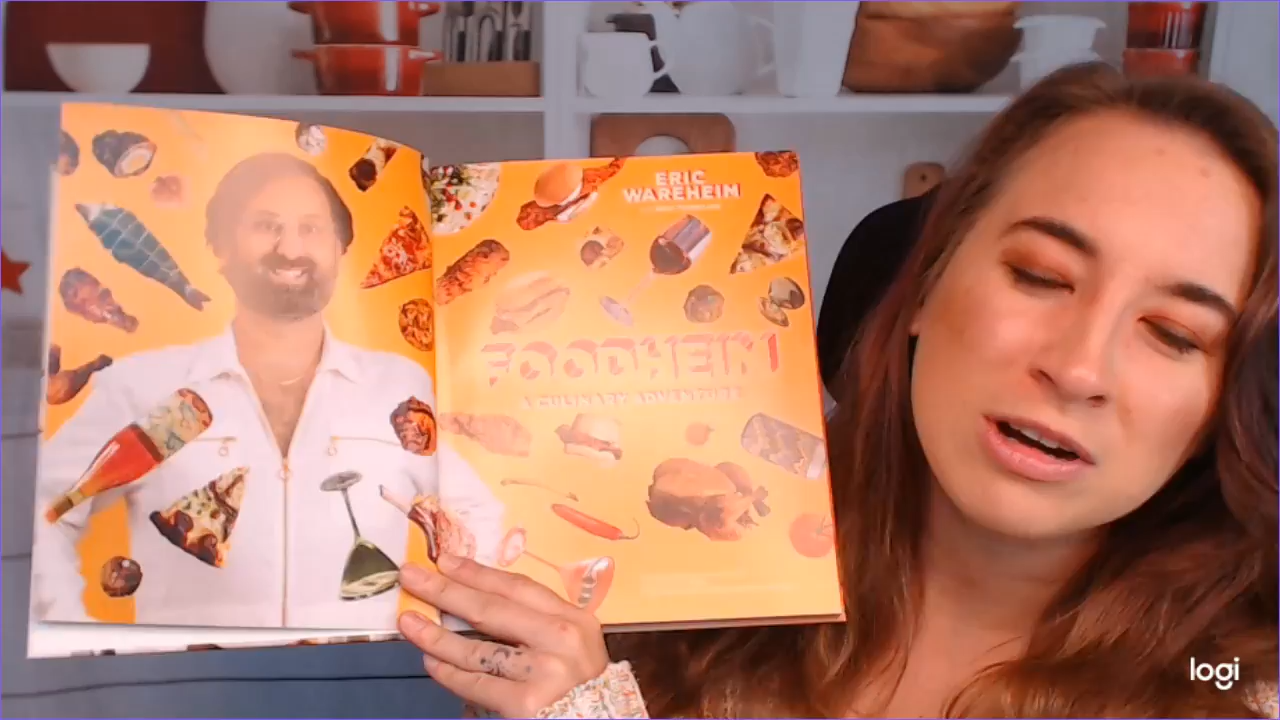 ERIC
WAREHEIM
FOODHEIM
A CULINARY ADVENTURE
logi